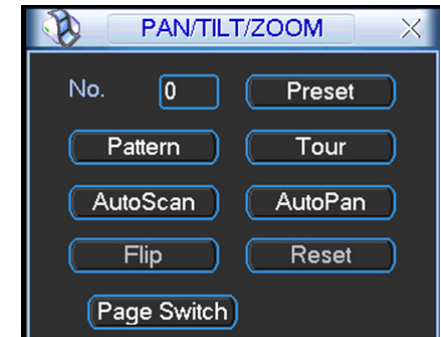 PAN/TILT/ZOOM
No. 0 Preset
Pattern Tour
AutoScan AutoPan
Flip Reset
Page Switch